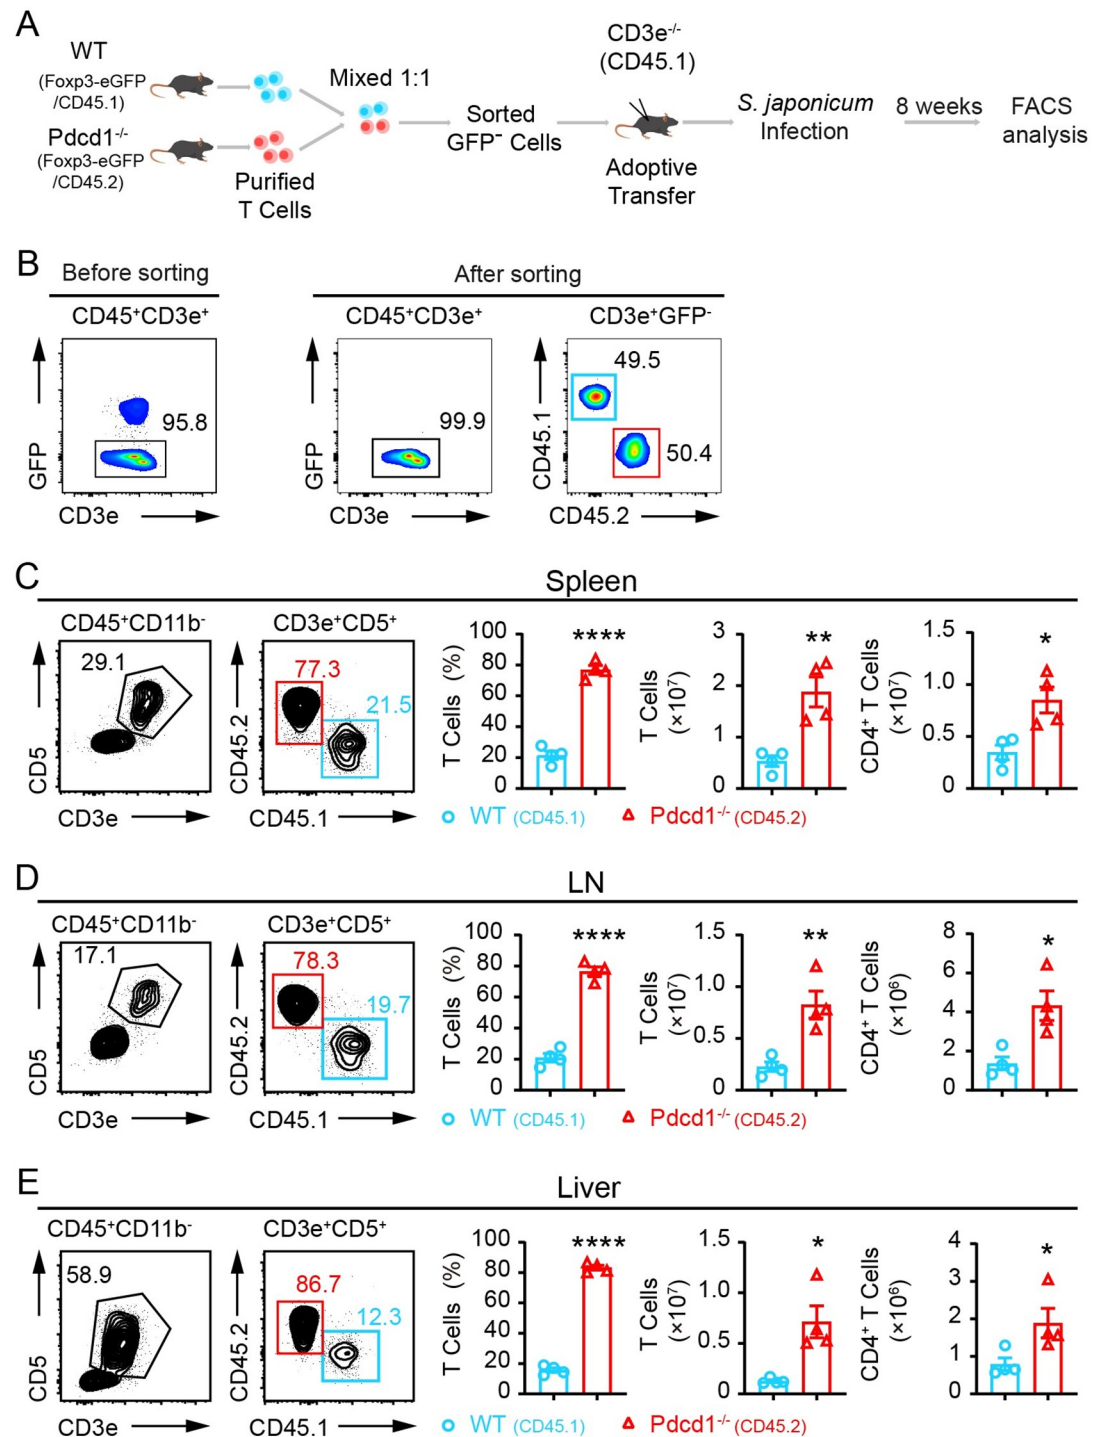 A
WT
(Foxp3-eGFP
/CD45.1)
Pdcd1-/-
(Foxp3-eGFP
/CD45.2)
Purified
T Cells
Mixed 1:1
Sorted
GFP- Cells
CD3e-/-
(CD45.1)
Adoptive
Transfer
S. japonicum
Infection
8 weeks
FACS
analysis
B
Before sorting
After sorting
CD45+CD3e+
CD45+CD3e+
CD3e+GFP-
95.8
GFP
CD3e
99.9
GFP
CD3e
49.5
50.4
CD45.1
CD45.2
C
Spleen
CD45+CD11b-
29.1
CD5
CD3e
CD3e+CD5+
77.3
21.5
CD45.2
CD45.1
T Cells (%)
100
80
60
40
20
0
****
T Cells
(×10⁷)
3
2
1
0
**
CD4+ T Cells
(×10⁷)
1.5
1.0
0.5
0
*
WT (CD45.1)
Pdcd1-/- (CD45.2)
D
LN
CD45+CD11b-
17.1
CD5
CD3e
CD3e+CD5+
78.3
19.7
CD45.2
CD45.1
T Cells (%)
100
80
60
40
20
0
****
T Cells
(×10⁷)
1.5
1.0
0.5
0
**
CD4+ T Cells
(×10⁶)
8
6
4
2
0
*
WT (CD45.1)
Pdcd1-/- (CD45.2)
E
Liver
CD45+CD11b-
58.9
CD5
CD3e
CD3e+CD5+
86.7
12.3
CD45.2
CD45.1
T Cells (%)
100
80
60
40
20
0
****
T Cells
(×10⁷)
1.5
1.0
0.5
0
*
CD4+ T Cells
(×10⁶)
4
3
2
1
0
*
WT (CD45.1)
Pdcd1-/- (CD45.2)